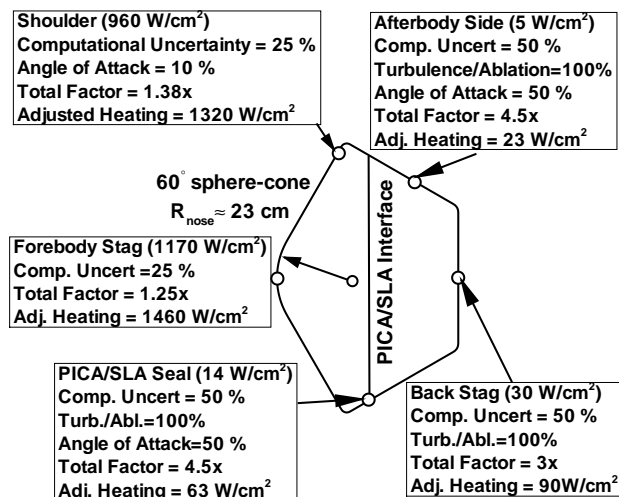 Shoulder (960 W/cm²)
Computational Uncertainty = 25 %
Angle of Attack = 10 %
Total Factor = 1.38x
Adjusted Heating = 1320 W/cm²
Afterbody Side (5 W/cm²)
Comp. Uncert = 50 %
Turbulence/Ablation=100%
Angle of Attack = 50 %
Total Factor = 4.5x
Adj. Heating = 23 W/cm²
60° sphere-cone
R_nose ≈ 23 cm
PICA/SLA Interface
Forebody Stag (1170 W/cm²)
Comp. Uncert =25 %
Total Factor = 1.25x
Adj. Heating = 1460 W/cm²
PICA/SLA Seal (14 W/cm²)
Comp. Uncert = 50 %
Turb./Abl.=100%
Angle of Attack=50 %
Total Factor = 4.5x
Adj. Heating = 63 W/cm²
Back Stag (30 W/cm²)
Comp. Uncert = 50 %
Turb./Abl.=100%
Total Factor = 3x
Adj. Heating = 90W/cm²